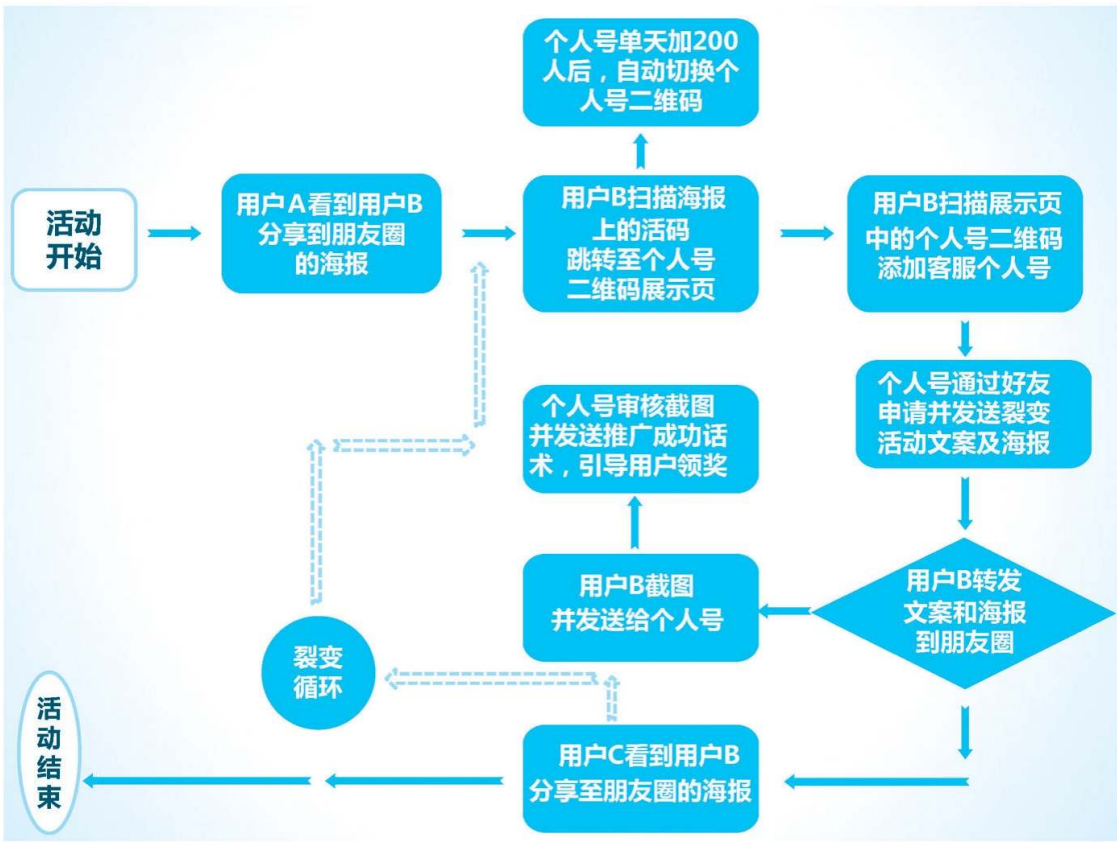 个人号单天加200
人后，自动切换个
人号二维码
活动
开始
用户A看到用户B
分享到朋友圈
的海报
用户B扫描海报
上的活码
跳转至个人号
二维码展示页
用户B扫描展示页
中的个人号二维码
添加客服个人号
个人号通过好友
申请并发送裂变
活动文案及海报
个人号审核截图
并发送推广成功话
术，引导用户领奖
用户B转发
文案和海报
到朋友圈
用户B截图
并发送给个人号
裂变
循环
用户C看到用户B
分享至朋友圈的海报
活
动
结
束